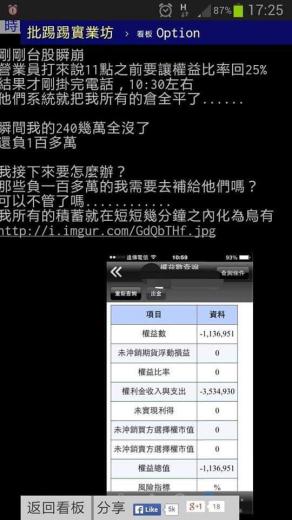 H 87% 17:25
時
批踢踢實業坊 › 看板 Option
剛剛台股瞬崩
營業員打來說11點之前要讓權益比率回25%
結果才剛掛完電話，10:30左右
他們系統就把我所有的倉全平了......
瞬間我的240幾萬全沒了
還負1百多萬
我接下來要怎麼辦？
那些負一百多萬的我需要去補給他們嗎？
可以不管了嗎............
我所有的積蓄就在短短幾分鐘之內化為烏有
http://i.imgur.com/GdQbTHf.jpg
遠傳電信 10:59 93%
權益數查詢 查詢條件
重新查詢 出金
項目 資料
權益數 -1,136,951
未沖銷期貨浮動損益 0
權益比率 0
權利金收入與支出 -3,534,930
未實現利得 0
未沖銷買方選擇權市值 0
未沖銷賣方選擇權市值 0
權益總值 -1,136,951
風險指標 %
返回看板 分享 Like 5k g+1 18